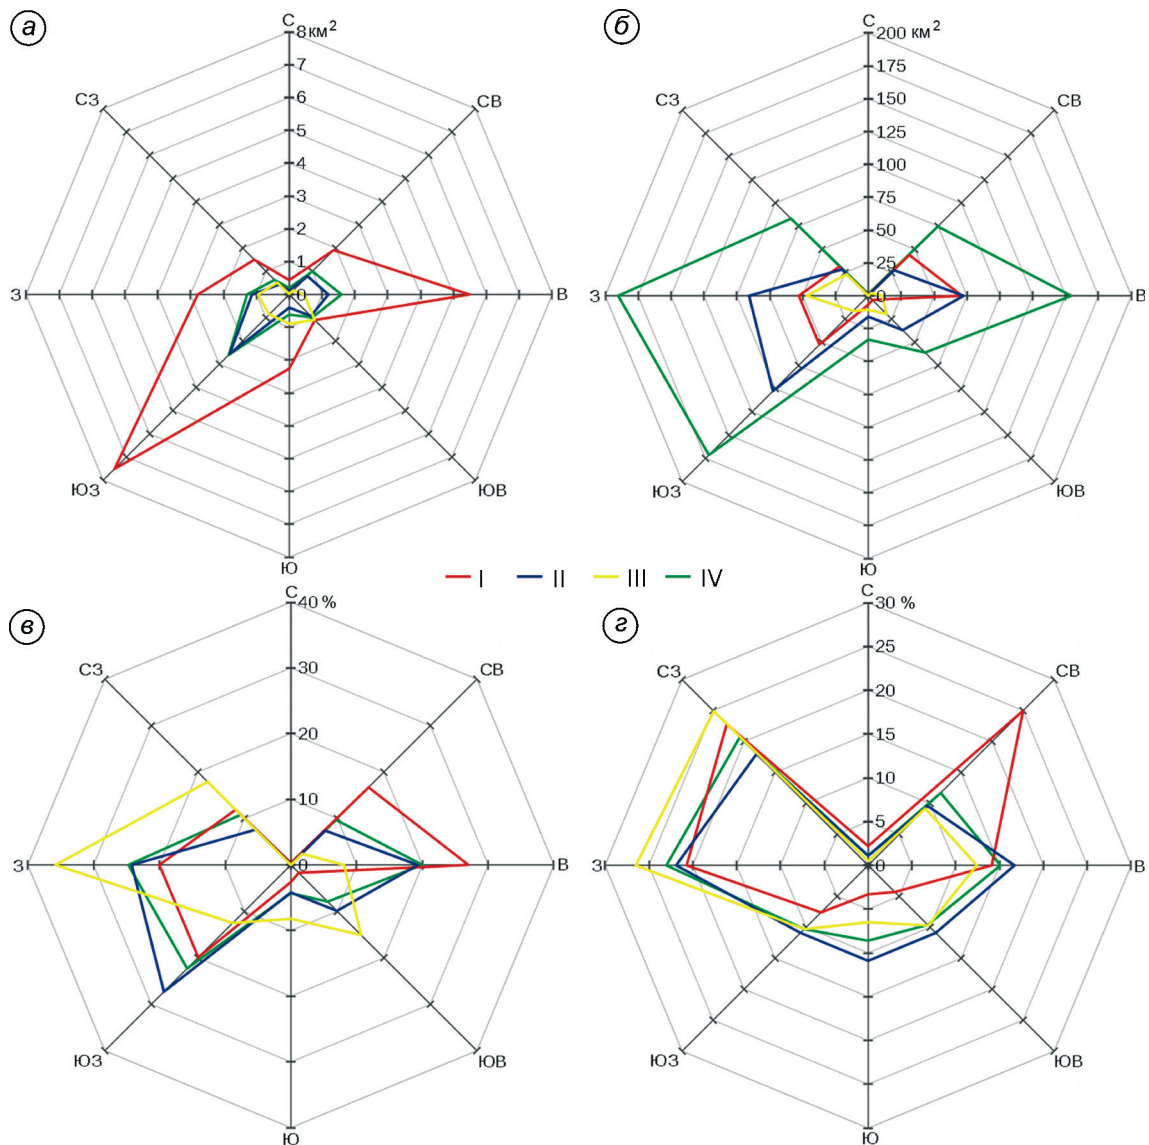 а
С
8 км²
7
6
5
4
3
2
1
0
СЗ
СВ
З
В
ЮЗ
ЮВ
Ю
б
С
200 км²
175
150
125
100
75
50
25
0
СЗ
СВ
З
В
ЮЗ
ЮВ
Ю
I II III IV
в
С
40 %
30
20
10
0
СЗ
СВ
З
В
ЮЗ
ЮВ
Ю
г
С
30 %
25
20
15
10
5
0
СЗ
СВ
З
В
ЮЗ
ЮВ
Ю